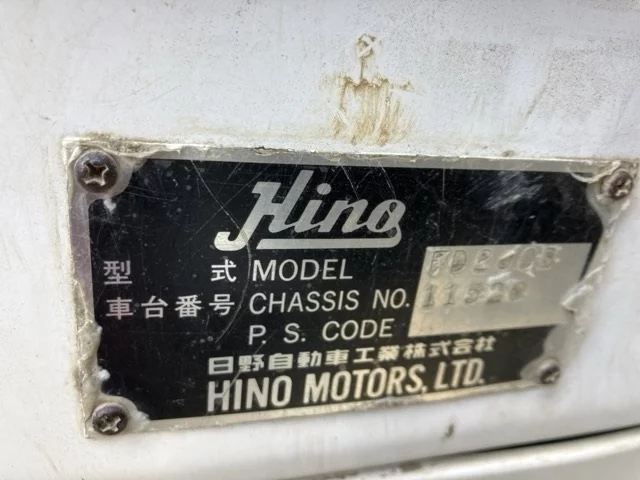 Hino
型 式 MODEL
車台番号 CHASSIS NO.
P. S. CODE
日野自動車工業株式会社
HINO MOTORS, LTD.